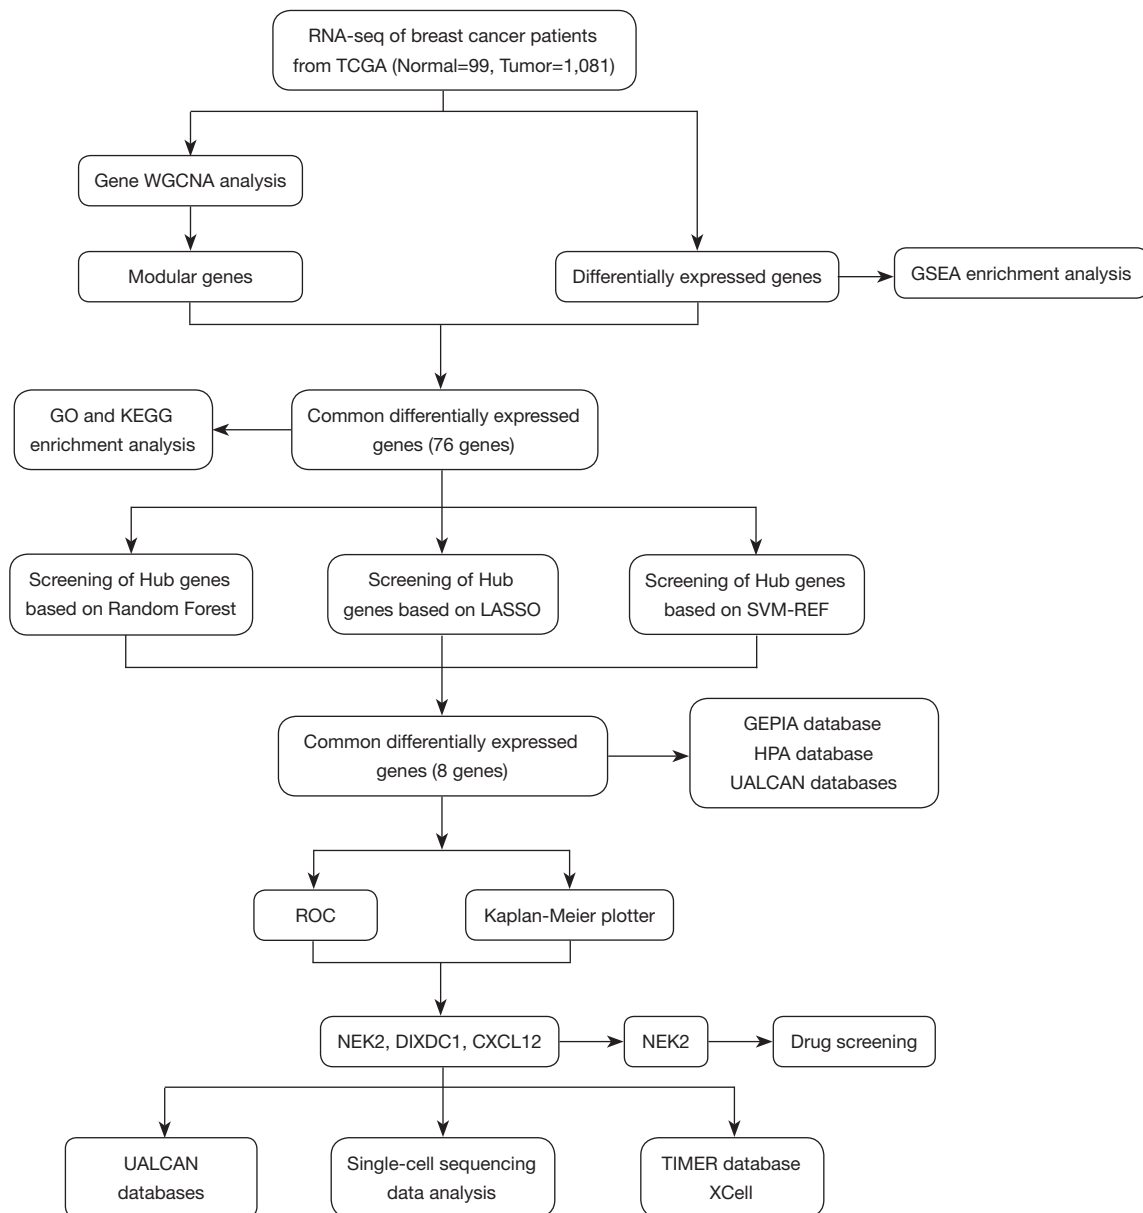 RNA-seq of breast cancer patients
from TCGA (Normal=99, Tumor=1,081)
Gene WGCNA analysis
Modular genes
Differentially expressed genes
GSEA enrichment analysis
GO and KEGG
enrichment analysis
Common differentially expressed
genes (76 genes)
Screening of Hub genes
based on Random Forest
Screening of Hub
genes based on LASSO
Screening of Hub genes
based on SVM-REF
Common differentially expressed
genes (8 genes)
GEPIA database
HPA database
UALCAN databases
ROC
Kaplan-Meier plotter
NEK2, DIXDC1, CXCL12
NEK2
Drug screening
UALCAN
databases
Single-cell sequencing
data analysis
TIMER database
XCell